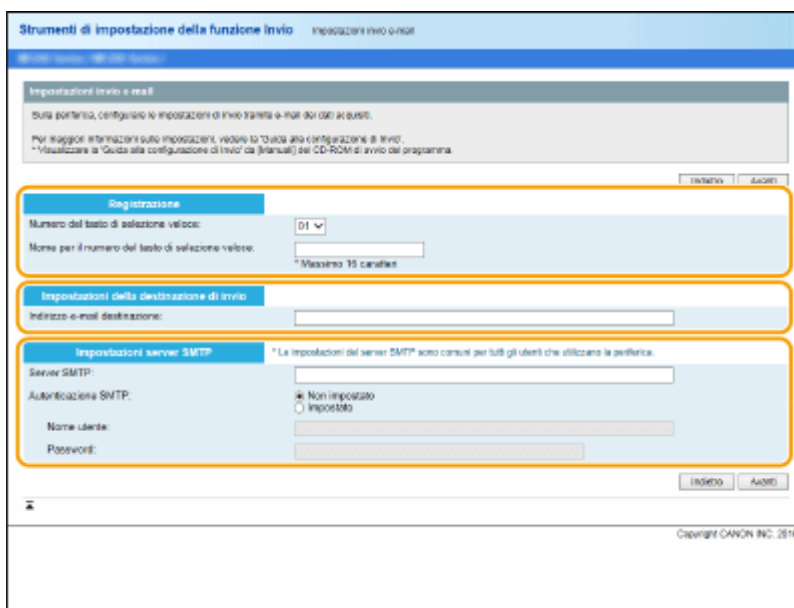 Strumenti di impostazione della funzione Invio Impostazioni invio e-mail
Impostazioni invio e-mail
Sulla periferica, configurare le impostazioni di invio tramite e-mail dei dati acquisiti.
Per maggiori informazioni sulle impostazioni, vedere la 'Guida alla configurazione di Invio'.
* Visualizzare la 'Guida alla configurazione di Invio' da [Manuali] del CD-ROM di avvio del programma.
Indietro Avanti
Registrazione
Numero del tasto di selezione veloce: 01
Nome per il numero del tasto di selezione veloce:
* Massimo 16 caratteri
Impostazioni della destinazione di invio
Indirizzo e-mail destinazione:
Impostazioni server SMTP * Le impostazioni del server SMTP sono comuni per tutti gli utenti che utilizzano la periferica.
Server SMTP:
Autenticazione SMTP: Non impostato
Impostato
Nome utente:
Password:
Indietro Avanti
Copyright CANON INC. 201